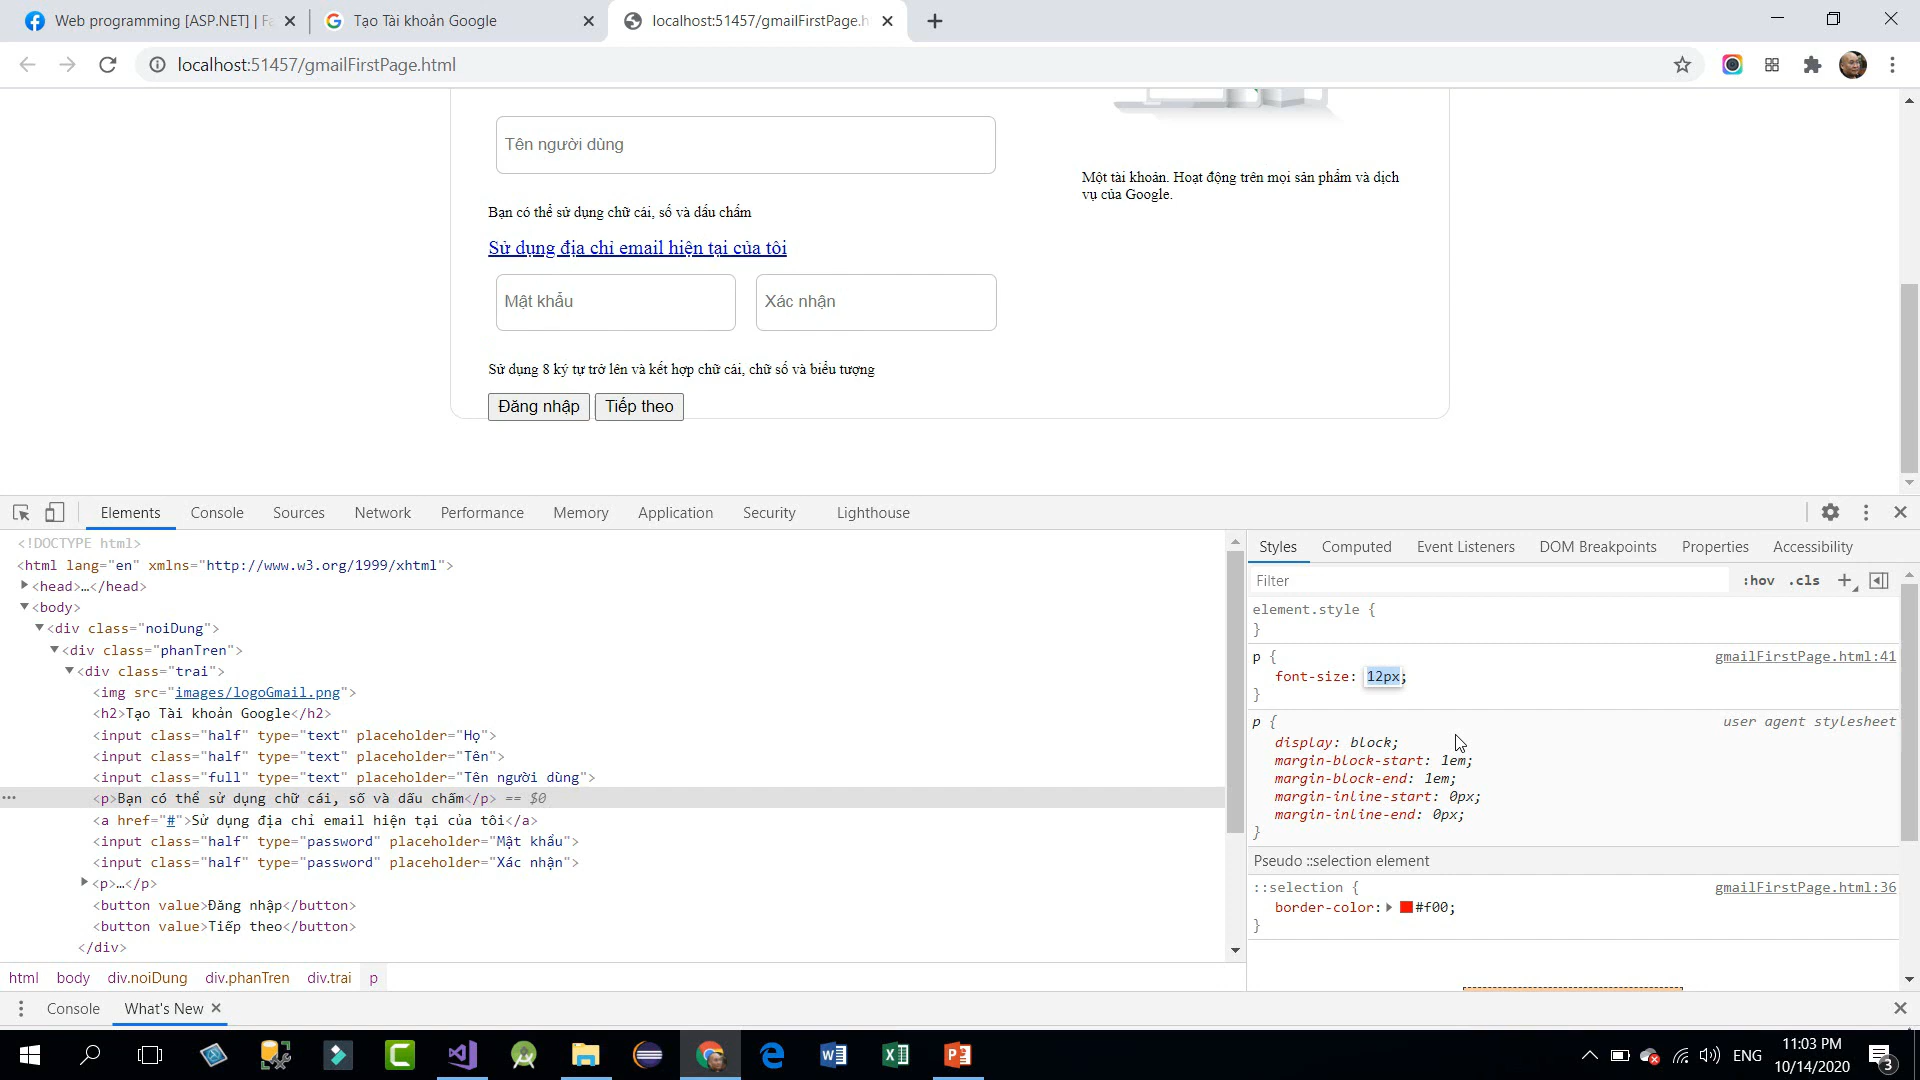 Web programming [ASP.NET] | Fa
Tạo Tài khoản Google
localhost:51457/gmailFirstPage.h
localhost:51457/gmailFirstPage.html
Tên người dùng
Một tài khoản. Hoạt động trên mọi sản phẩm và dịch
vụ của Google.
Bạn có thể sử dụng chữ cái, số và dấu chấm
Sử dụng địa chỉ email hiện tại của tôi
Mật khẩu
Xác nhận
Sử dụng 8 ký tự trở lên và kết hợp chữ cái, chữ số và biểu tượng
Đăng nhập
Tiếp theo
Elements
Console
Sources
Network
Performance
Memory
Application
Security
Lighthouse
<!DOCTYPE html>
<html lang="en" xmlns="http://www.w3.org/1999/xhtml">
<head>…</head>
<body>
<div class="noiDung">
<div class="phanTren">
<div class="trai">
<img src="images/logoGmail.png">
<h2>Tạo Tài khoản Google</h2>
<input class="half" type="text" placeholder="Họ">
<input class="half" type="text" placeholder="Tên">
<input class="full" type="text" placeholder="Tên người dùng">
<p>Bạn có thể sử dụng chữ cái, số và dấu chấm</p> == $0
<a href="#">Sử dụng địa chỉ email hiện tại của tôi</a>
<input class="half" type="password" placeholder="Mật khẩu">
<input class="half" type="password" placeholder="Xác nhận">
<p>…</p>
<button value>Đăng nhập</button>
<button value>Tiếp theo</button>
</div>
html
body
div.noiDung
div.phanTren
div.trai
p
Styles
Computed
Event Listeners
DOM Breakpoints
Properties
Accessibility
Filter
:hov
.cls
element.style {
}
p {
gmailFirstPage.html:41
font-size: 12px;
}
p {
user agent stylesheet
display: block;
margin-block-start: 1em;
margin-block-end: 1em;
margin-inline-start: 0px;
margin-inline-end: 0px;
}
Pseudo ::selection element
::selection {
gmailFirstPage.html:36
border-color: #f00;
}
Console
What's New
ENG
11:03 PM
10/14/2020
3